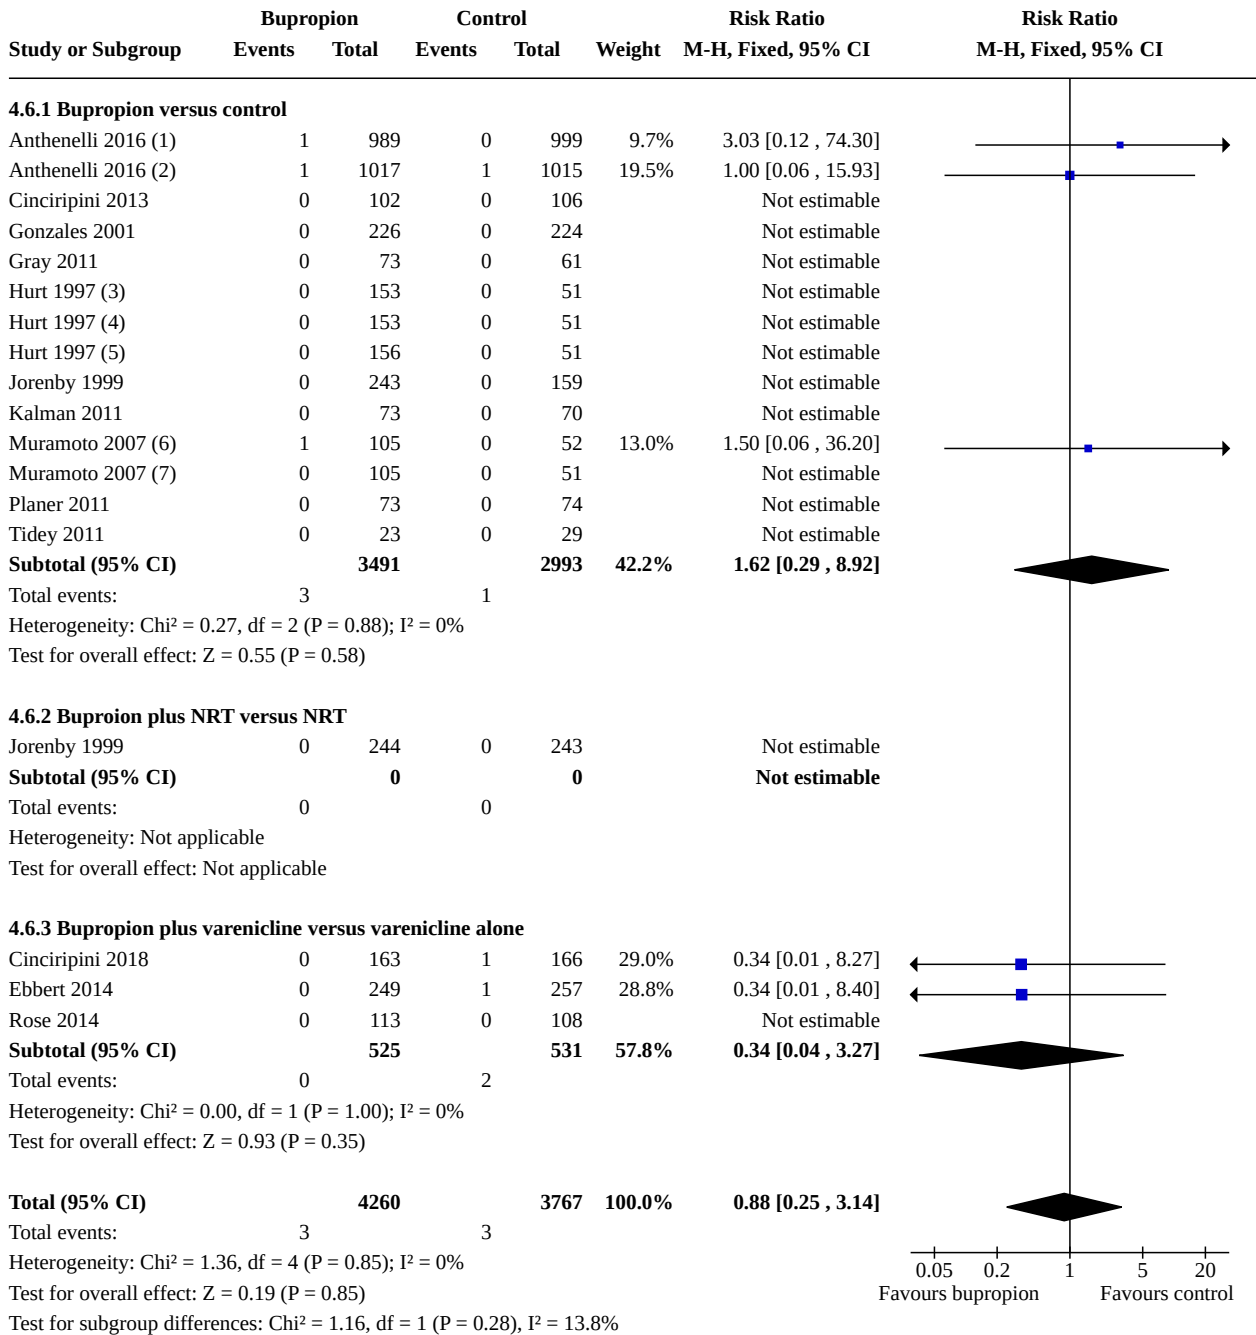 Bupropion Control Risk Ratio Risk Ratio
Study or Subgroup Events Total Events Total Weight M-H, Fixed, 95% CI M-H, Fixed, 95% CI
4.6.1 Bupropion versus control
Anthenelli 2016 (1) 1 989 0 999 9.7% 3.03 [0.12 , 74.30]
Anthenelli 2016 (2) 1 1017 1 1015 19.5% 1.00 [0.06 , 15.93]
Cinciripini 2013 0 102 0 106 Not estimable
Gonzales 2001 0 226 0 224 Not estimable
Gray 2011 0 73 0 61 Not estimable
Hurt 1997 (3) 0 153 0 51 Not estimable
Hurt 1997 (4) 0 153 0 51 Not estimable
Hurt 1997 (5) 0 156 0 51 Not estimable
Jorenby 1999 0 243 0 159 Not estimable
Kalman 2011 0 73 0 70 Not estimable
Muramoto 2007 (6) 1 105 0 52 13.0% 1.50 [0.06 , 36.20]
Muramoto 2007 (7) 0 105 0 51 Not estimable
Planer 2011 0 73 0 74 Not estimable
Tidey 2011 0 23 0 29 Not estimable
Subtotal (95% CI) 3491 2993 42.2% 1.62 [0.29 , 8.92]
Total events: 3 1
Heterogeneity: Chi² = 0.27, df = 2 (P = 0.88); I² = 0%
Test for overall effect: Z = 0.55 (P = 0.58)
4.6.2 Buproion plus NRT versus NRT
Jorenby 1999 0 244 0 243 Not estimable
Subtotal (95% CI) 0 0 Not estimable
Total events: 0 0
Heterogeneity: Not applicable
Test for overall effect: Not applicable
4.6.3 Bupropion plus varenicline versus varenicline alone
Cinciripini 2018 0 163 1 166 29.0% 0.34 [0.01 , 8.27]
Ebbert 2014 0 249 1 257 28.8% 0.34 [0.01 , 8.40]
Rose 2014 0 113 0 108 Not estimable
Subtotal (95% CI) 525 531 57.8% 0.34 [0.04 , 3.27]
Total events: 0 2
Heterogeneity: Chi² = 0.00, df = 1 (P = 1.00); I² = 0%
Test for overall effect: Z = 0.93 (P = 0.35)
Total (95% CI) 4260 3767 100.0% 0.88 [0.25 , 3.14]
Total events: 3 3
Heterogeneity: Chi² = 1.36, df = 4 (P = 0.85); I² = 0%
0.05 0.2 1 5 20
Test for overall effect: Z = 0.19 (P = 0.85) Favours bupropion Favours control
Test for subgroup differences: Chi² = 1.16, df = 1 (P = 0.28), I² = 13.8%